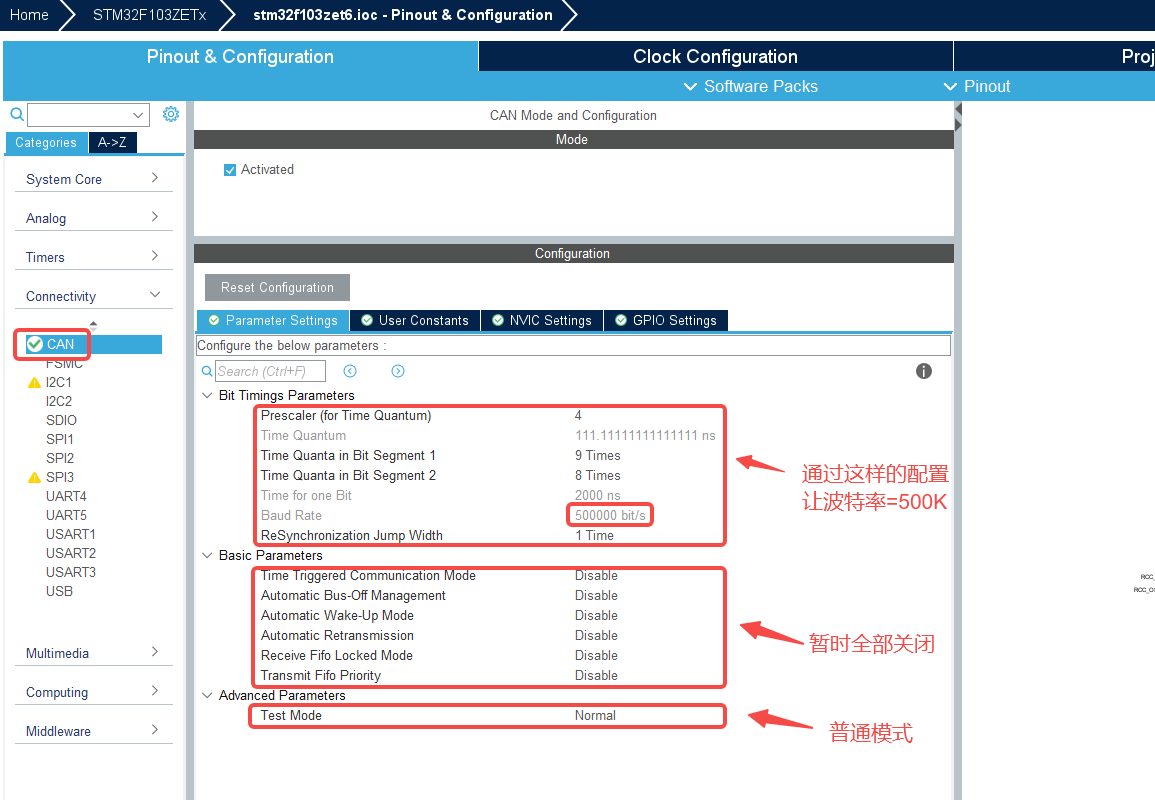 Home
STM32F103ZETx
stm32f103zet6.ioc - Pinout & Configuration
Pinout & Configuration
Clock Configuration
Proj
Software Packs
Pinout
Categories
A->Z
System Core
Analog
Timers
Connectivity
CAN
FSMC
I2C1
I2C2
SDIO
SPI1
SPI2
SPI3
UART4
UART5
USART1
USART2
USART3
USB
Multimedia
Computing
Middleware
CAN Mode and Configuration
Mode
Activated
Configuration
Reset Configuration
Parameter Settings
User Constants
NVIC Settings
GPIO Settings
Configure the below parameters :
Search (Ctrl+F)
Bit Timings Parameters
Prescaler (for Time Quantum) 4
Time Quantum 111.11111111111111 ns
Time Quanta in Bit Segment 1 9 Times
Time Quanta in Bit Segment 2 8 Times
Time for one Bit 2000 ns
Baud Rate 500000 bit/s
ReSynchronization Jump Width 1 Time
Basic Parameters
Time Triggered Communication Mode Disable
Automatic Bus-Off Management Disable
Automatic Wake-Up Mode Disable
Automatic Retransmission Disable
Receive Fifo Locked Mode Disable
Transmit Fifo Priority Disable
Advanced Parameters
Test Mode Normal
通过这样的配置
让波特率=500K
暂时全部关闭
普通模式
RCC_